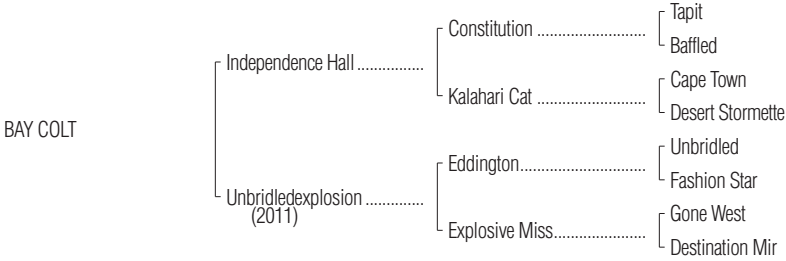 Tapit
Constitution ..........................
Baffled
Independence Hall ................
Cape Town
Kalahari Cat ..........................
Desert Stormette
BAY COLT
Unbridled
Eddington..............................
Fashion Star
Unbridledexplosion ..............
(2011)
Gone West
Explosive Miss......................
Destination Mir